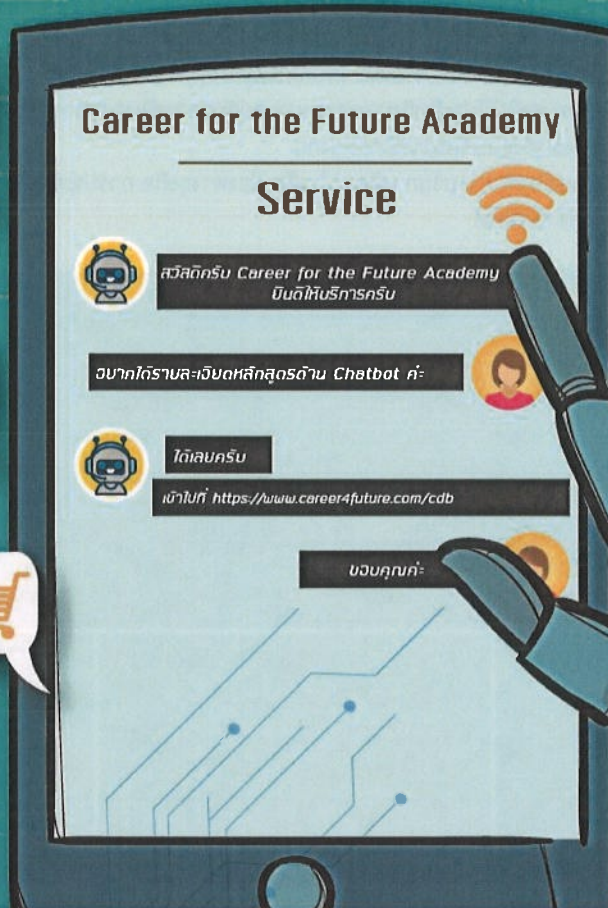 Career for the Future Academy
Service
สวัสดีครับ Career for the Future Academy
ยินดีให้บริการครับ
อยากได้รายละเอียดหลักสูตรด้าน Chatbot ค่ะ
ได้เลยครับ
เข้าไปที่ https://www.career4future.com/cdb
ขอบคุณค่ะ